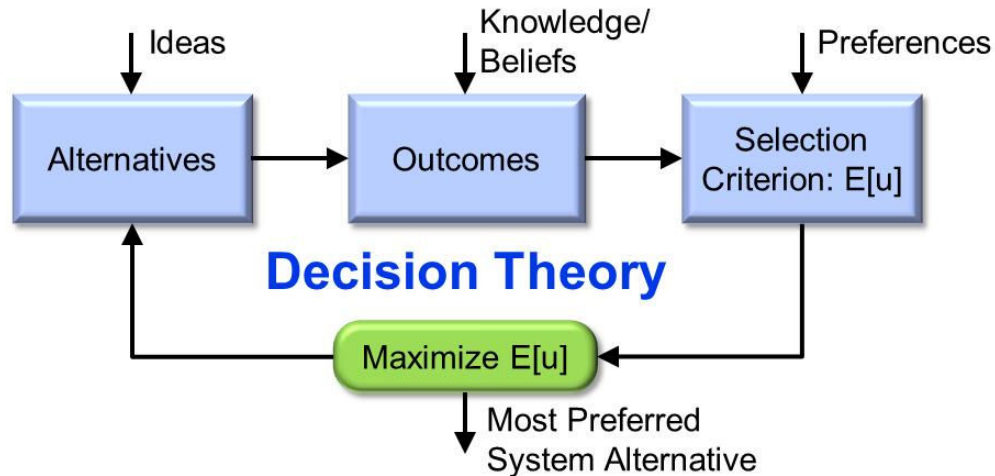 Ideas
Knowledge/
Beliefs
Preferences
Alternatives
Outcomes
Selection
Criterion: E[u]
Decision Theory
Maximize E[u]
Most Preferred
System Alternative